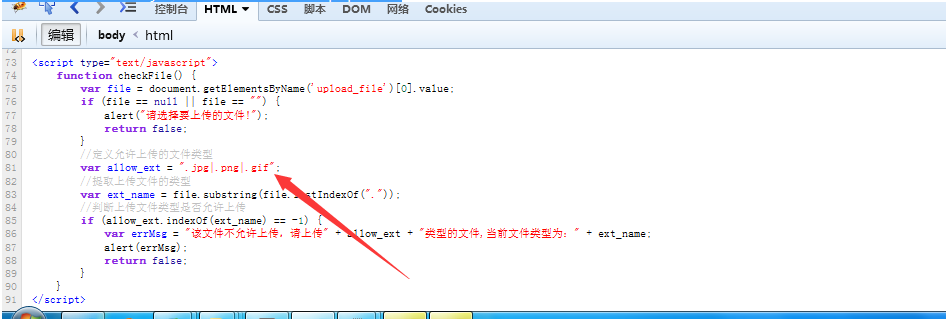 控制台 HTML CSS 脚本 DOM 网络 Cookies
编辑 body < html
73 <script type="text/javascript">
74 function checkFile() {
75 var file = document.getElementsByName('upload_file')[0].value;
76 if (file == null || file == "") {
77 alert("请选择要上传的文件!");
78 return false;
79 }
80 //定义允许上传的文件类型
81 var allow_ext = ".jpg|.png|.gif";
82 //提取上传文件的类型
83 var ext_name = file.substring(file.lastIndexOf("."));
84 //判断上传文件类型是否允许上传
85 if (allow_ext.indexOf(ext_name) == -1) {
86 var errMsg = "该文件不允许上传，请上传" + allow_ext + "类型的文件,当前文件类型为：" + ext_name;
87 alert(errMsg);
88 return false;
89 }
90 }
91 </script>